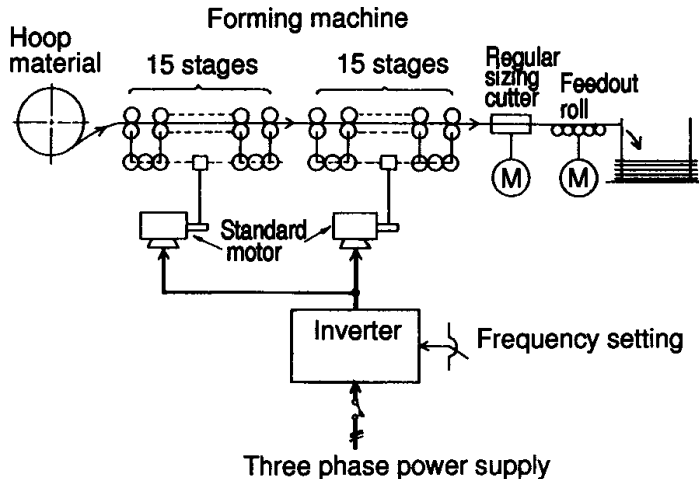 Forming machine
Hoop
material
15 stages
15 stages
Regular
sizing
cutter
Feedout
roll
M
M
Standard
motor
Inverter
Frequency setting
Three phase power supply